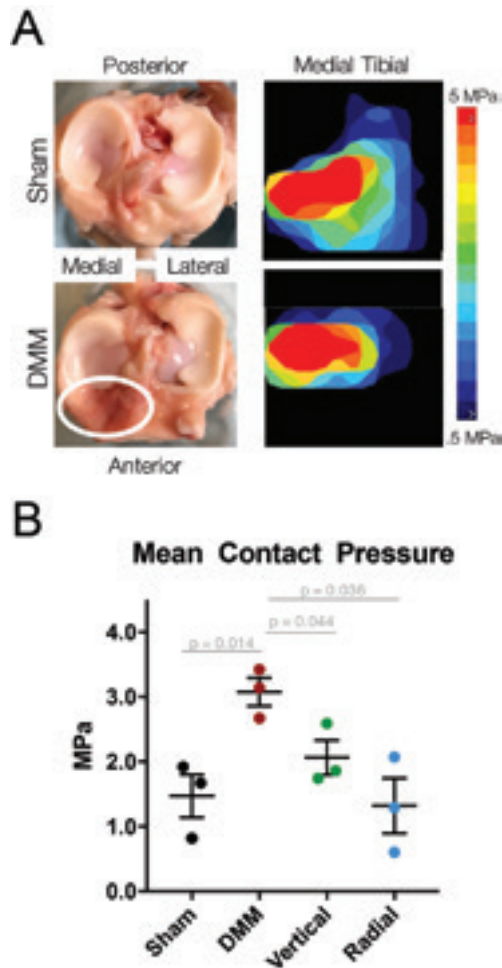 A
Posterior
Medial Tibial
5 MPa
Sham
Medial
Lateral
DMM
Anterior
.5 MPa
B
Mean Contact Pressure
p = 0.036
p = 0.044
p = 0.014
4.0
3.0
2.0
1.0
0.0
MPa
Sham
DMM
Vertical
Radial